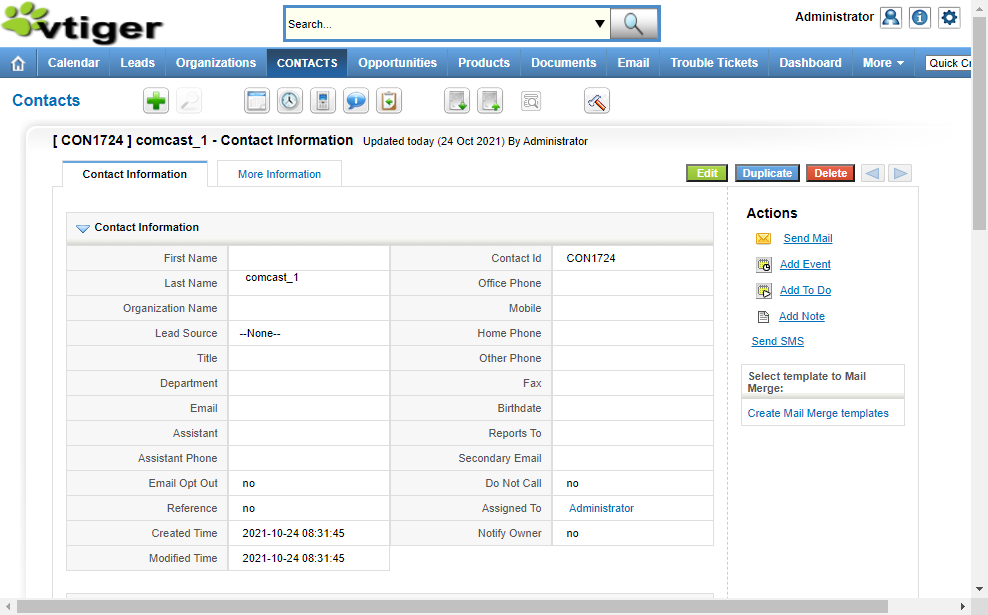 vtiger
Search...
Administrator
Calendar Leads Organizations CONTACTS Opportunities Products Documents Email Trouble Tickets Dashboard More Quick Cr
Contacts
[ CON1724 ] comcast_1 - Contact Information Updated today (24 Oct 2021) By Administrator
Contact Information More Information Edit Duplicate Delete
Contact Information
First Name Contact Id CON1724
Last Name comcast_1 Office Phone
Organization Name Mobile
Lead Source --None-- Home Phone
Title Other Phone
Department Fax
Email Birthdate
Assistant Reports To
Assistant Phone Secondary Email
Email Opt Out no Do Not Call no
Reference no Assigned To Administrator
Created Time 2021-10-24 08:31:45 Notify Owner no
Modified Time 2021-10-24 08:31:45
Actions
Send Mail
Add Event
Add To Do
Add Note
Send SMS
Select template to Mail
Merge:
Create Mail Merge templates